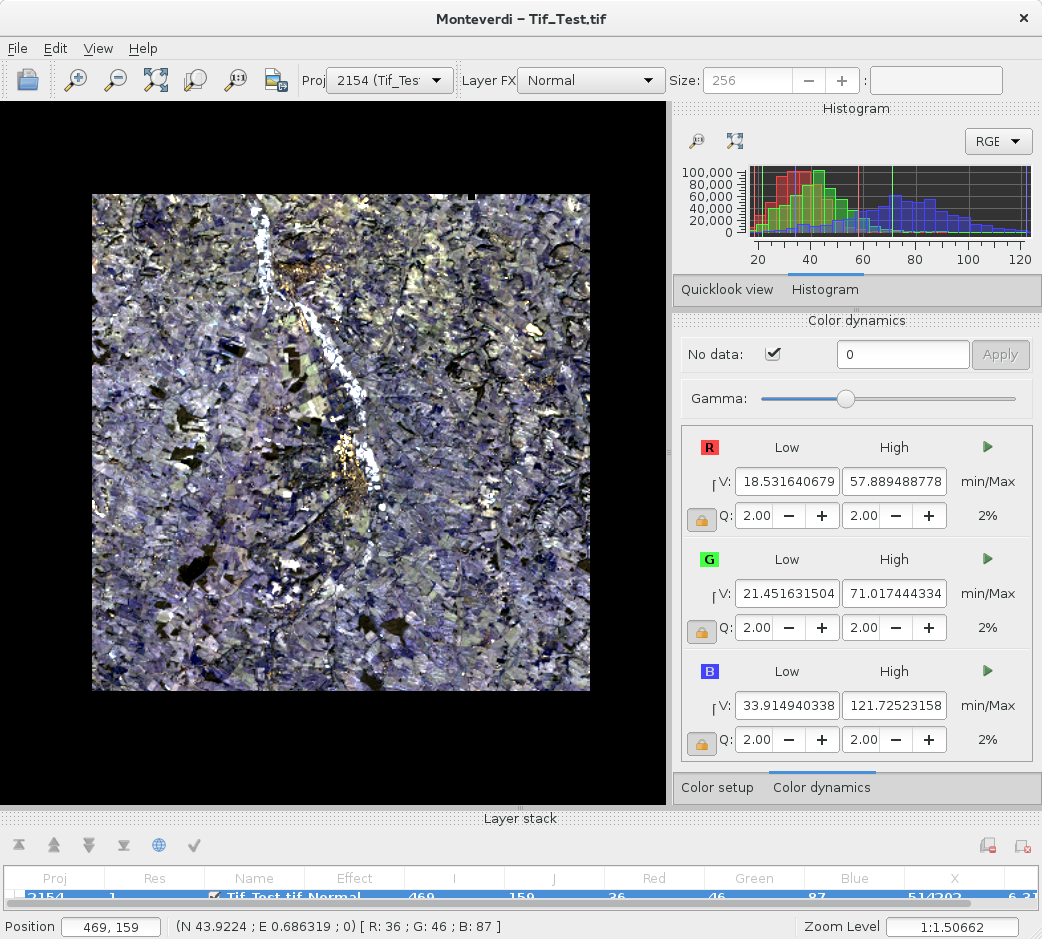 Monteverdi – Tif_Test.tif
File Edit View Help
Proj 2154 (Tif_Tes Layer FX Normal Size: 256 :
Histogram
RGE
100,000
80,000
60,000
40,000
20,000
0
20 40 60 80 100 120
Quicklook view Histogram
Color dynamics
No data: 0 Apply
Gamma:
R Low High
V: 18.531640679 57.889488778 min/Max
Q: 2.00 2.00 2%
G Low High
V: 21.451631504 71.017444334 min/Max
Q: 2.00 2.00 2%
B Low High
V: 33.914940338 121.72523158 min/Max
Q: 2.00 2.00 2%
Color setup Color dynamics
Layer stack
Proj Res Name Effect I J Red Green Blue X
2154 1 Tif_Test.tif Normal 469 159 36 46 87 514202
Position 469, 159 (N 43.9224 ; E 0.686319 ; 0) [ R: 36 ; G: 46 ; B: 87 ] Zoom Level 1:1.50662